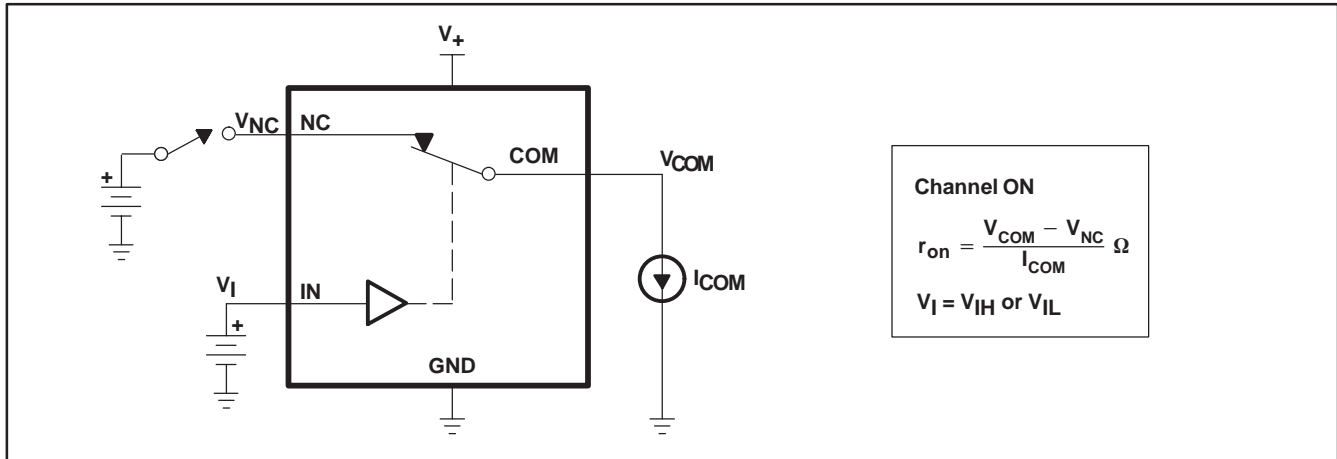 V+
VNC
NC
COM
VCOM
+
ICOM
VI
IN
+
GND
Channel ON
ron = VCOM – VNC / ICOM Ω
VI = VIH or VIL